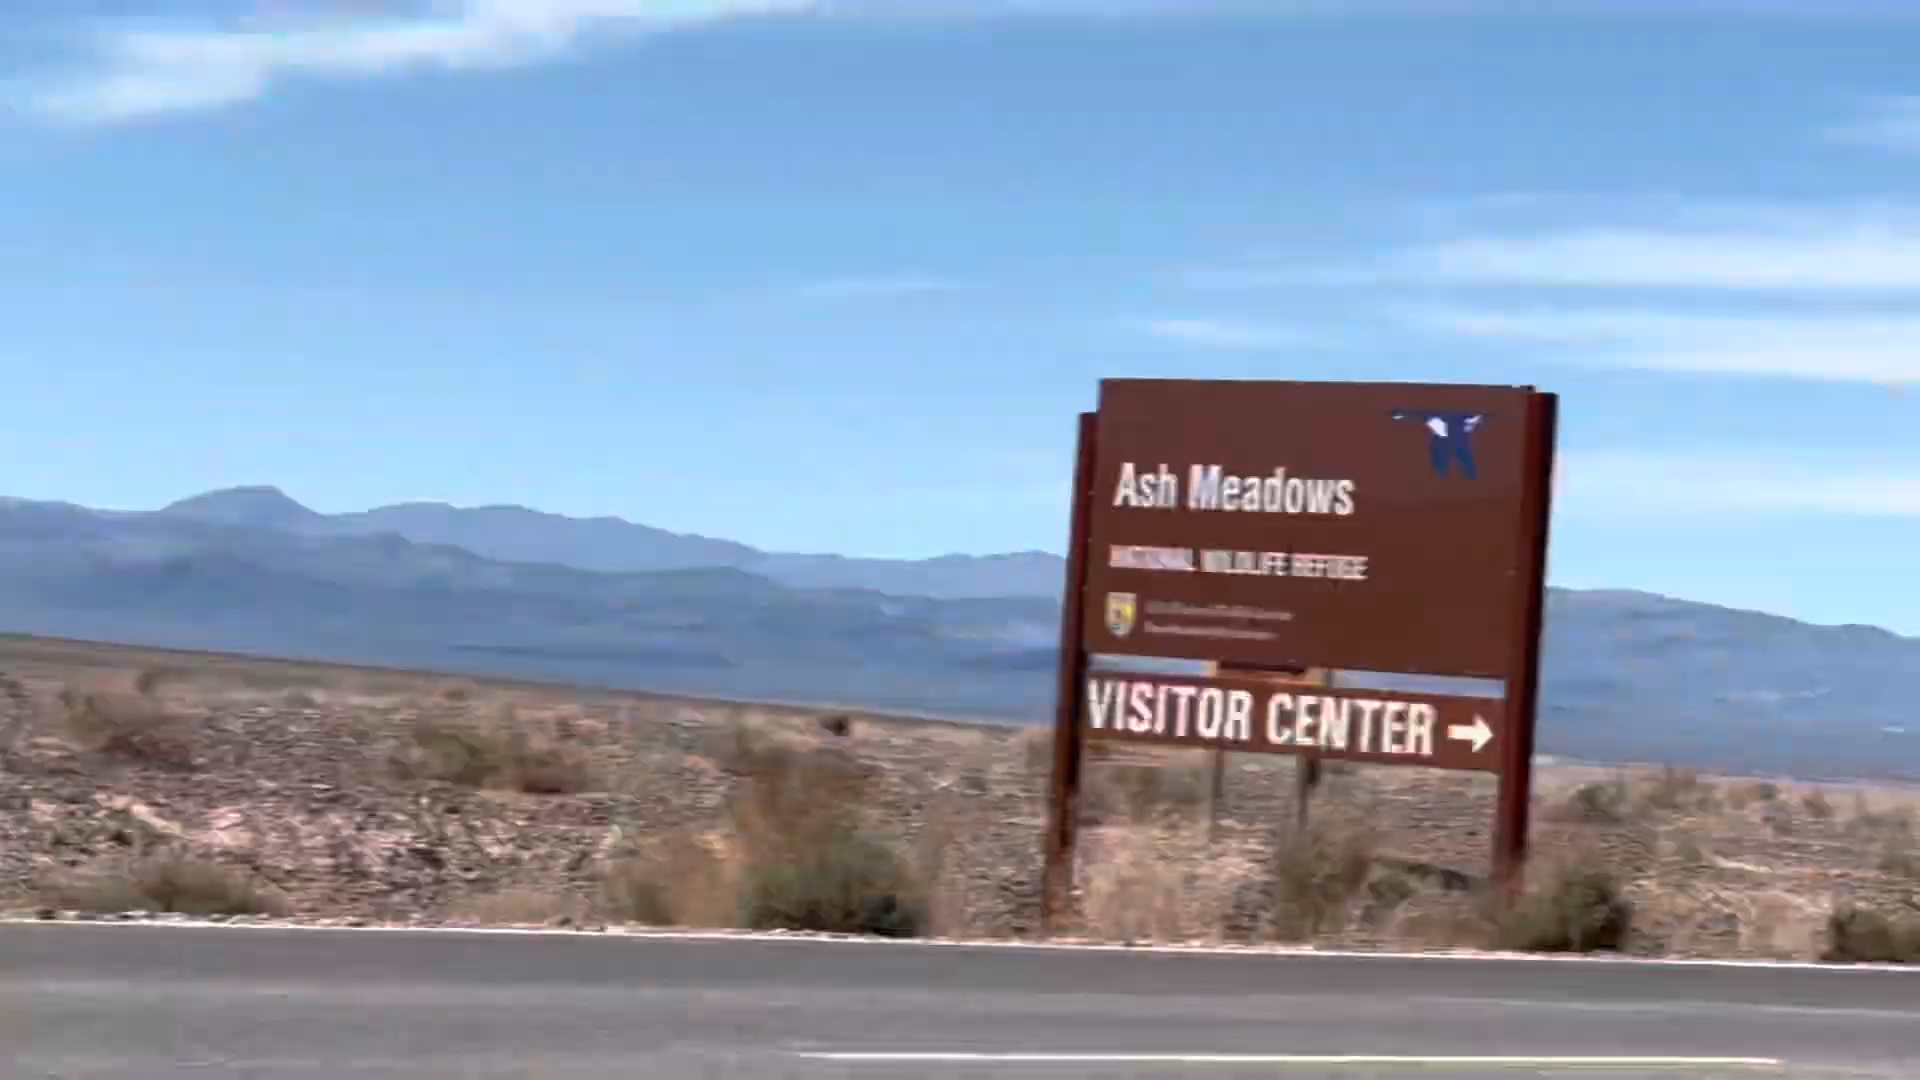 Ash Meadows
NATIONAL WILDLIFE REFUGE
VISITOR CENTER →